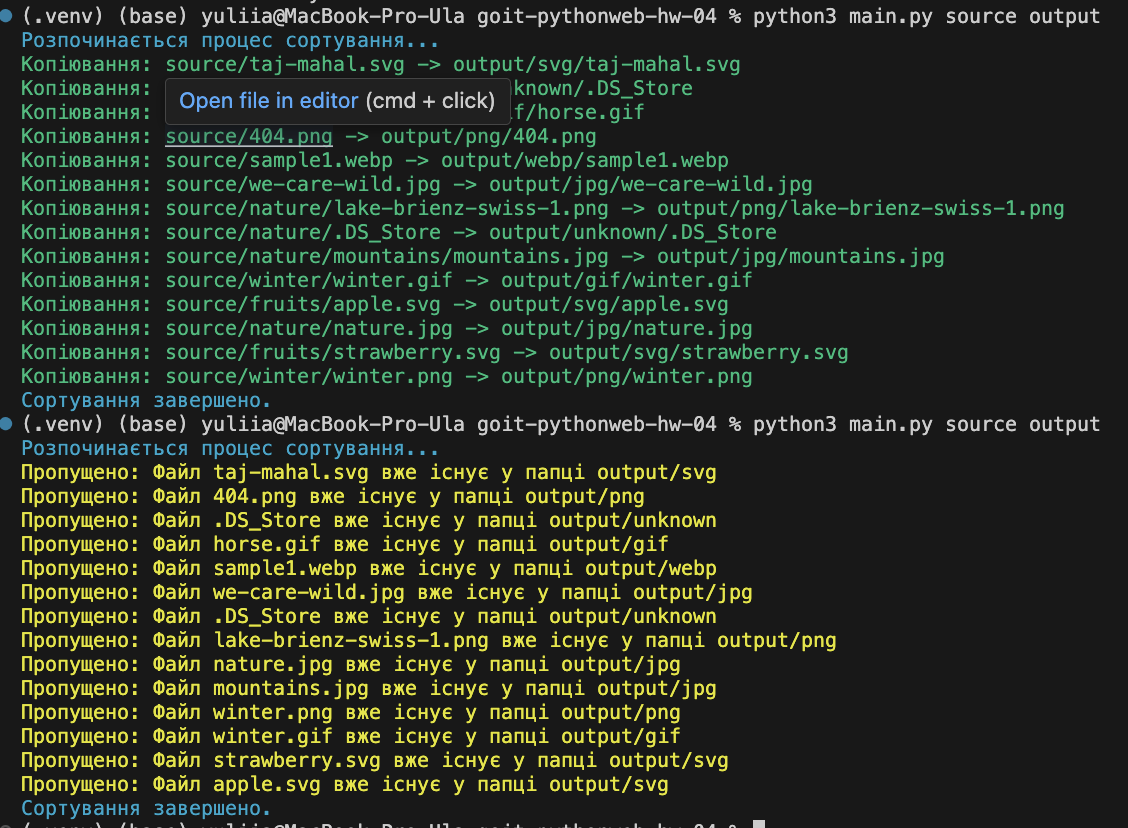 (.venv) (base) yuliia@MacBook-Pro-Ula goit-pythonweb-hw-04 % python3 main.py source output
Розпочинається процес сортування...
Копіювання: source/taj-mahal.svg -> output/svg/taj-mahal.svg
Копіювання: known/.DS_Store
Open file in editor (cmd + click)
Копіювання: f/horse.gif
Копіювання: source/404.png -> output/png/404.png
Копіювання: source/sample1.webp -> output/webp/sample1.webp
Копіювання: source/we-care-wild.jpg -> output/jpg/we-care-wild.jpg
Копіювання: source/nature/lake-brienz-swiss-1.png -> output/png/lake-brienz-swiss-1.png
Копіювання: source/nature/.DS_Store -> output/unknown/.DS_Store
Копіювання: source/nature/mountains/mountains.jpg -> output/jpg/mountains.jpg
Копіювання: source/winter/winter.gif -> output/gif/winter.gif
Копіювання: source/fruits/apple.svg -> output/svg/apple.svg
Копіювання: source/nature/nature.jpg -> output/jpg/nature.jpg
Копіювання: source/fruits/strawberry.svg -> output/svg/strawberry.svg
Копіювання: source/winter/winter.png -> output/png/winter.png
Сортування завершено.
(.venv) (base) yuliia@MacBook-Pro-Ula goit-pythonweb-hw-04 % python3 main.py source output
Розпочинається процес сортування...
Пропущено: Файл taj-mahal.svg вже існує у папці output/svg
Пропущено: Файл 404.png вже існує у папці output/png
Пропущено: Файл .DS_Store вже існує у папці output/unknown
Пропущено: Файл horse.gif вже існує у папці output/gif
Пропущено: Файл sample1.webp вже існує у папці output/webp
Пропущено: Файл we-care-wild.jpg вже існує у папці output/jpg
Пропущено: Файл .DS_Store вже існує у папці output/unknown
Пропущено: Файл lake-brienz-swiss-1.png вже існує у папці output/png
Пропущено: Файл nature.jpg вже існує у папці output/jpg
Пропущено: Файл mountains.jpg вже існує у папці output/jpg
Пропущено: Файл winter.png вже існує у папці output/png
Пропущено: Файл winter.gif вже існує у папці output/gif
Пропущено: Файл strawberry.svg вже існує у папці output/svg
Пропущено: Файл apple.svg вже існує у папці output/svg
Сортування завершено.
(.venv) (base) yuliia@MacBook-Pro-Ula goit-pythonweb-hw-04 %